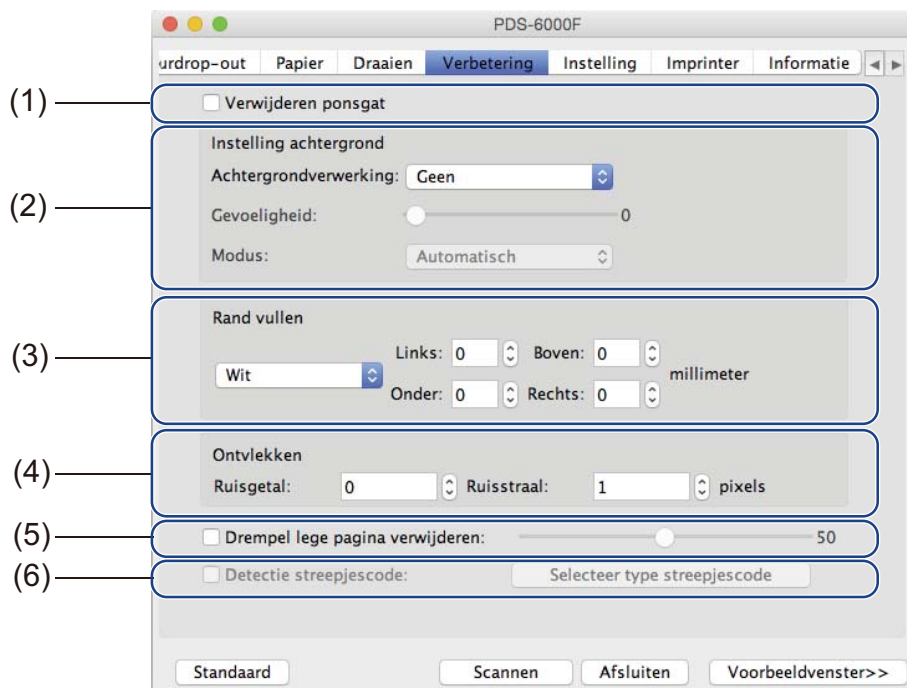 PDS-6000F
urdrop-out Papier Draaien Verbetering Instelling Imprinter Informatie
(1) Verwijderen ponsgat
(2) Instelling achtergrond
Achtergrondverwerking: Geen
Gevoeligheid: 0
Modus: Automatisch
(3) Rand vullen
Wit Links: 0 Boven: 0 millimeter
Onder: 0 Rechts: 0
(4) Ontvlekken
Ruisgetal: 0 Ruisstraal: 1 pixels
(5) Drempel lege pagina verwijderen: 50
(6) Detectie streepjescode: Selecteer type streepjescode
Standaard Scannen Afsluiten Voorbeeldvenster>>